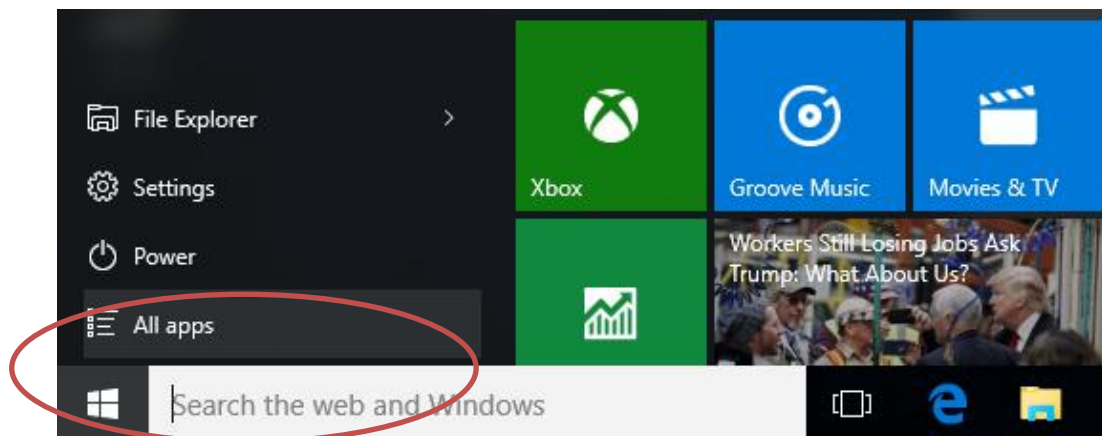 File Explorer
Settings
Power
All apps
Xbox
Groove Music
Movies & TV
Workers Still Losing Jobs Ask
Trump: What About Us?
Search the web and Windows